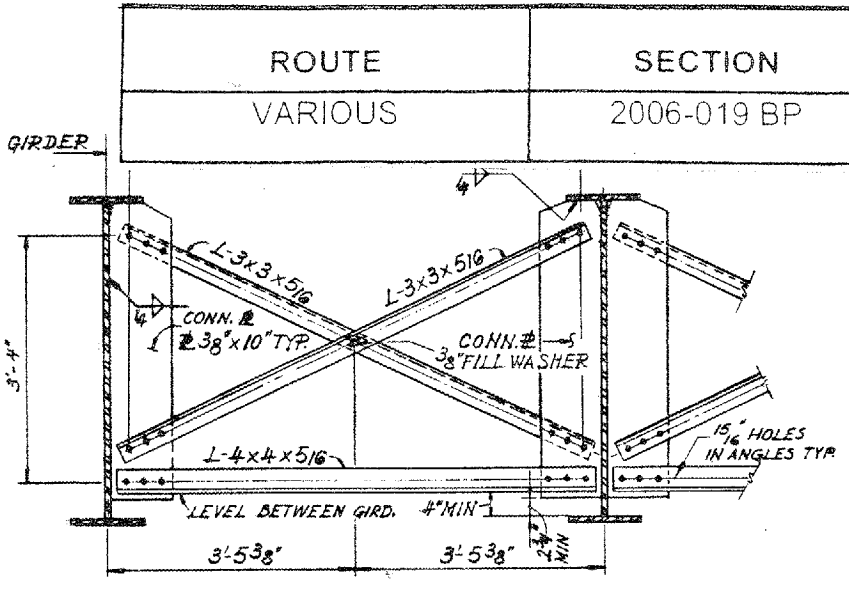 ROUTE SECTION
VARIOUS 2006-019 BP
GIRDER
4
L-3x3x5/16
L-3x3x5/16
4
CONN. ℄
℄ 3/8"x10" TYP.
CONN. ℄
3/8" FILL WASHER
3'-4"
L-4x4x5/16
15/16" HOLES
IN ANGLES TYP.
LEVEL BETWEEN GIRD.
4" MIN
MIN
3'-5 3/8"
3'-5 3/8"